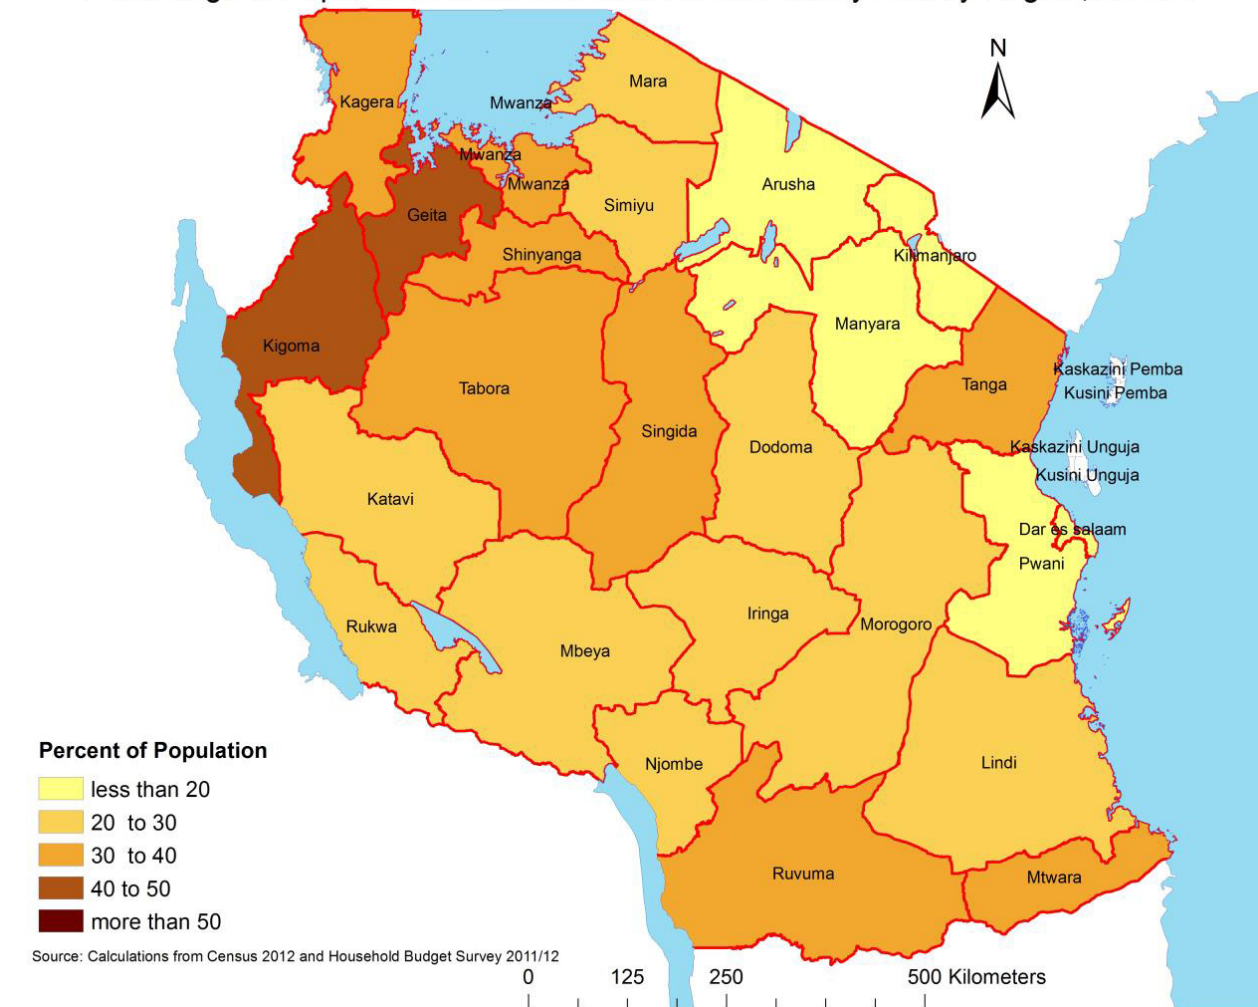 N
Mara
Kagera
Mwanza
Mwanza
Mwanza
Arusha
Simiyu
Geita
Shinyanga
Kilimanjaro
Manyara
Kigoma
Kaskazini Pemba
Tanga
Kusini Pemba
Tabora
Singida
Dodoma
Kaskazini Unguja
Kusini Unguja
Katavi
Dar es salaam
Pwani
Iringa
Morogoro
Rukwa
Mbeya
Njombe
Lindi
Ruvuma
Mtwara
Percent of Population
less than 20
20 to 30
30 to 40
40 to 50
more than 50
Source: Calculations from Census 2012 and Household Budget Survey 2011/12
0 125 250 500 Kilometers